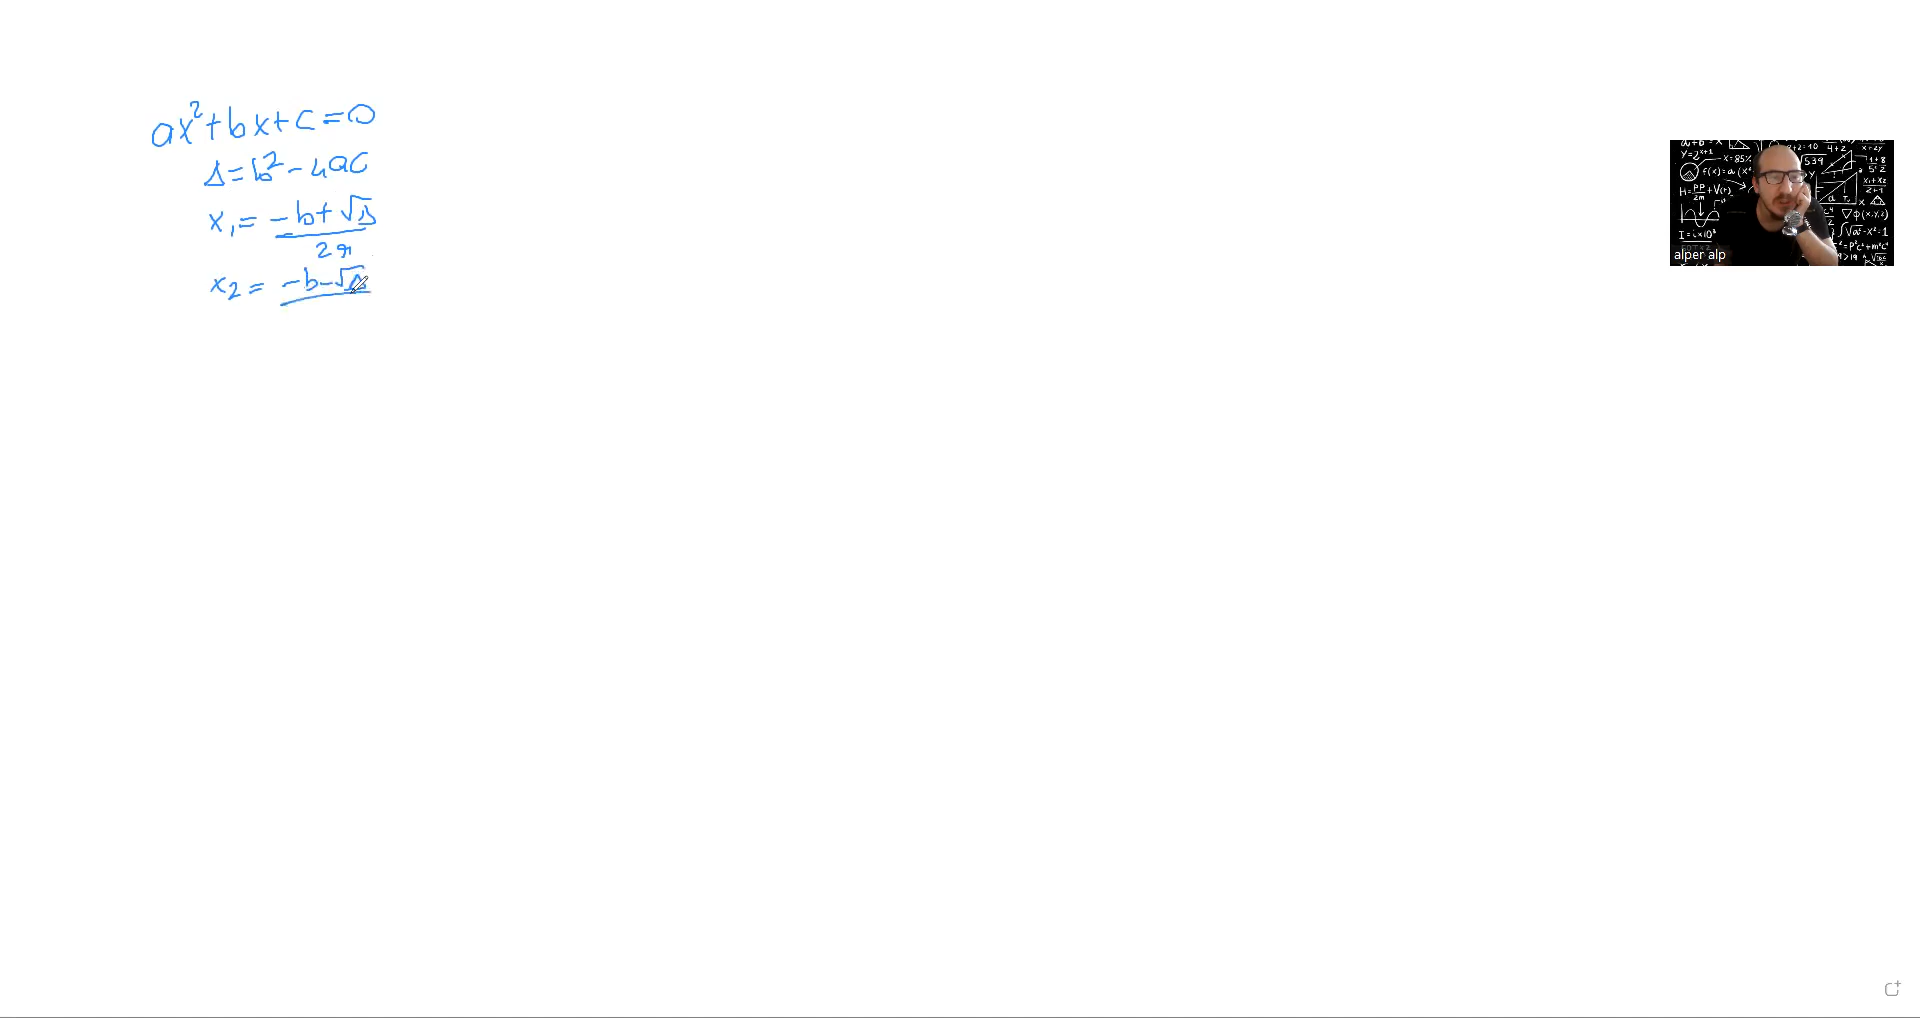 ax²+bx+c=0
Δ=b²-4ac
x₁= -b+√Δ
2a
x₂= -b-√Δ
alper alp